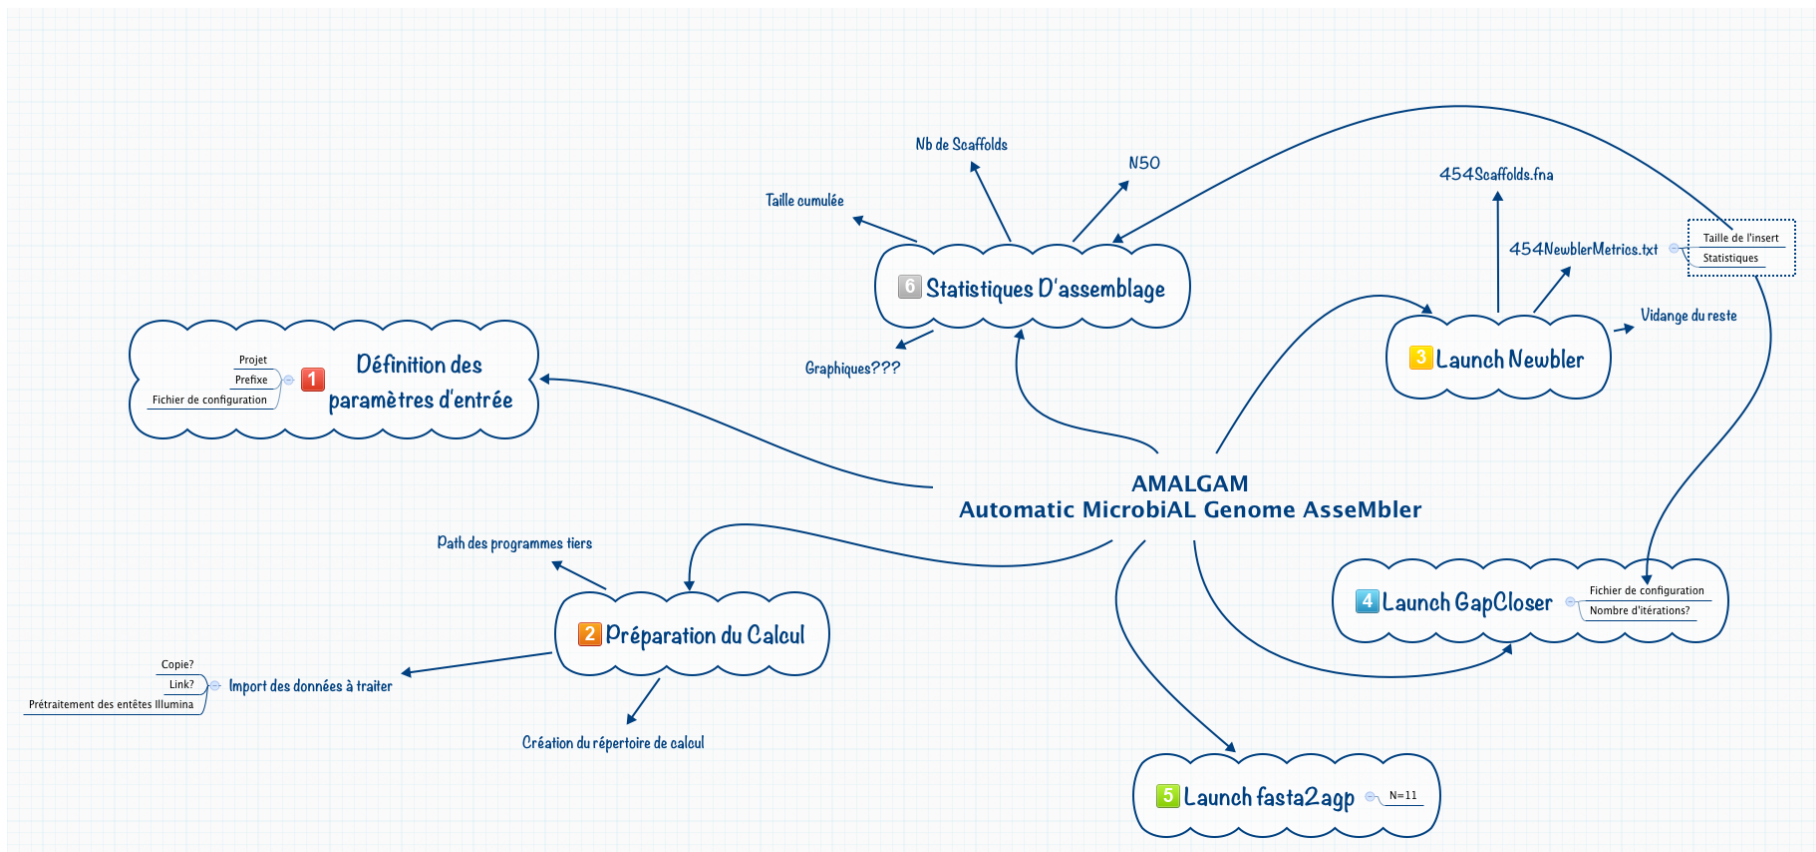 AMALGAM
Automatic MicrobiAL Genome AsseMbler
1
Définition des
paramètres d'entrée
Projet
Prefixe
Fichier de configuration
2 Préparation du Calcul
Path des programmes tiers
Import des données à traiter
Copie?
Link?
Prétraitement des entêtes Illumina
Création du répertoire de calcul
3 Launch Newbler
454Scaffolds.fna
454NewblerMetrics.txt
Taille de l'insert
Statistiques
Vidange du reste
4 Launch GapCloser
Fichier de configuration
Nombre d'itérations?
5 Launch fasta2agp
N=11
6 Statistiques D'assemblage
Taille cumulée
Nb de Scaffolds
N50
Graphiques???